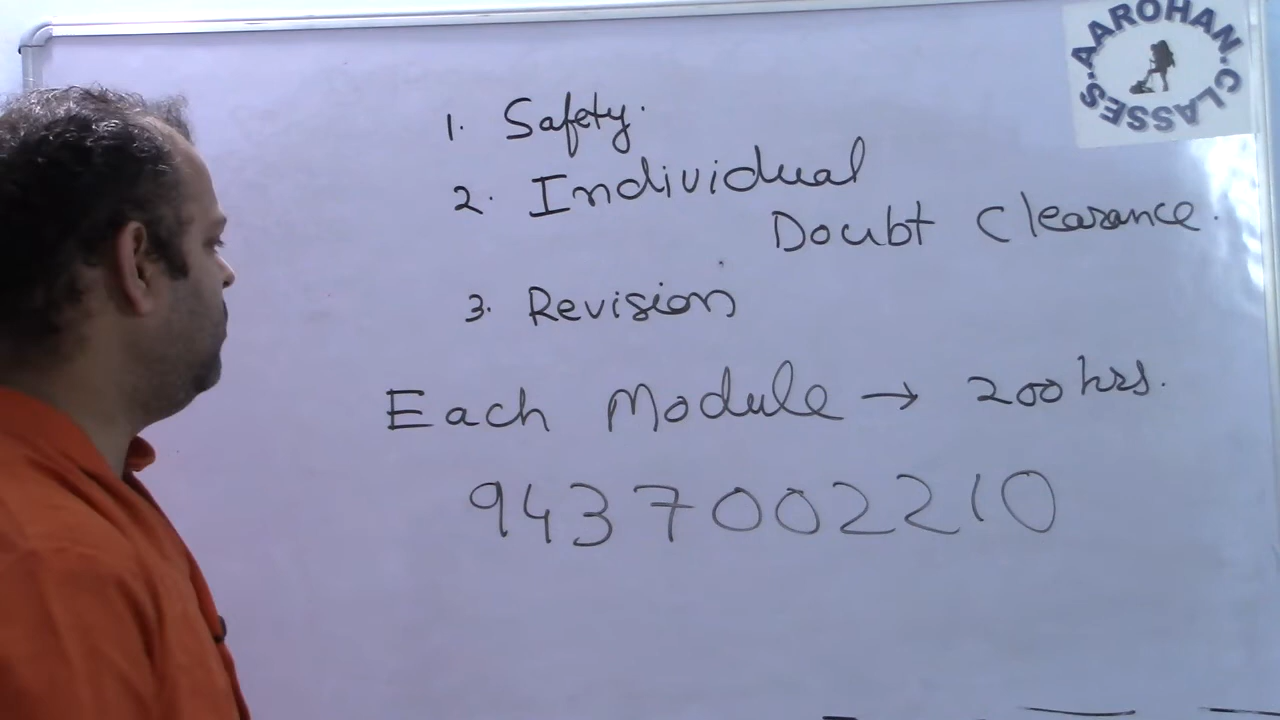 AAROHAN.CLASSES.
1. Safety.
2. Individual
Doubt Clearance.
3. Revision
Each Module → 200 hrs.
9437002210